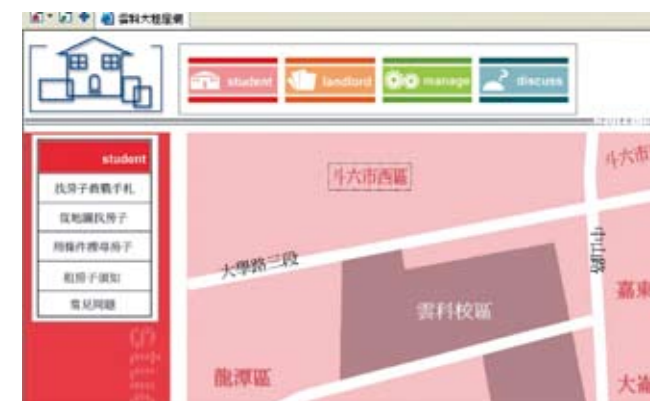 雲科大租屋網
student
landlord
manage
discuss
student
找房子教戰手札
從地圖找房子
用條件搜尋房子
租房子須知
常見問題
斗六市西區
斗六市
大學路三段
中山路
雲科校區
嘉東
龍潭區
大崙